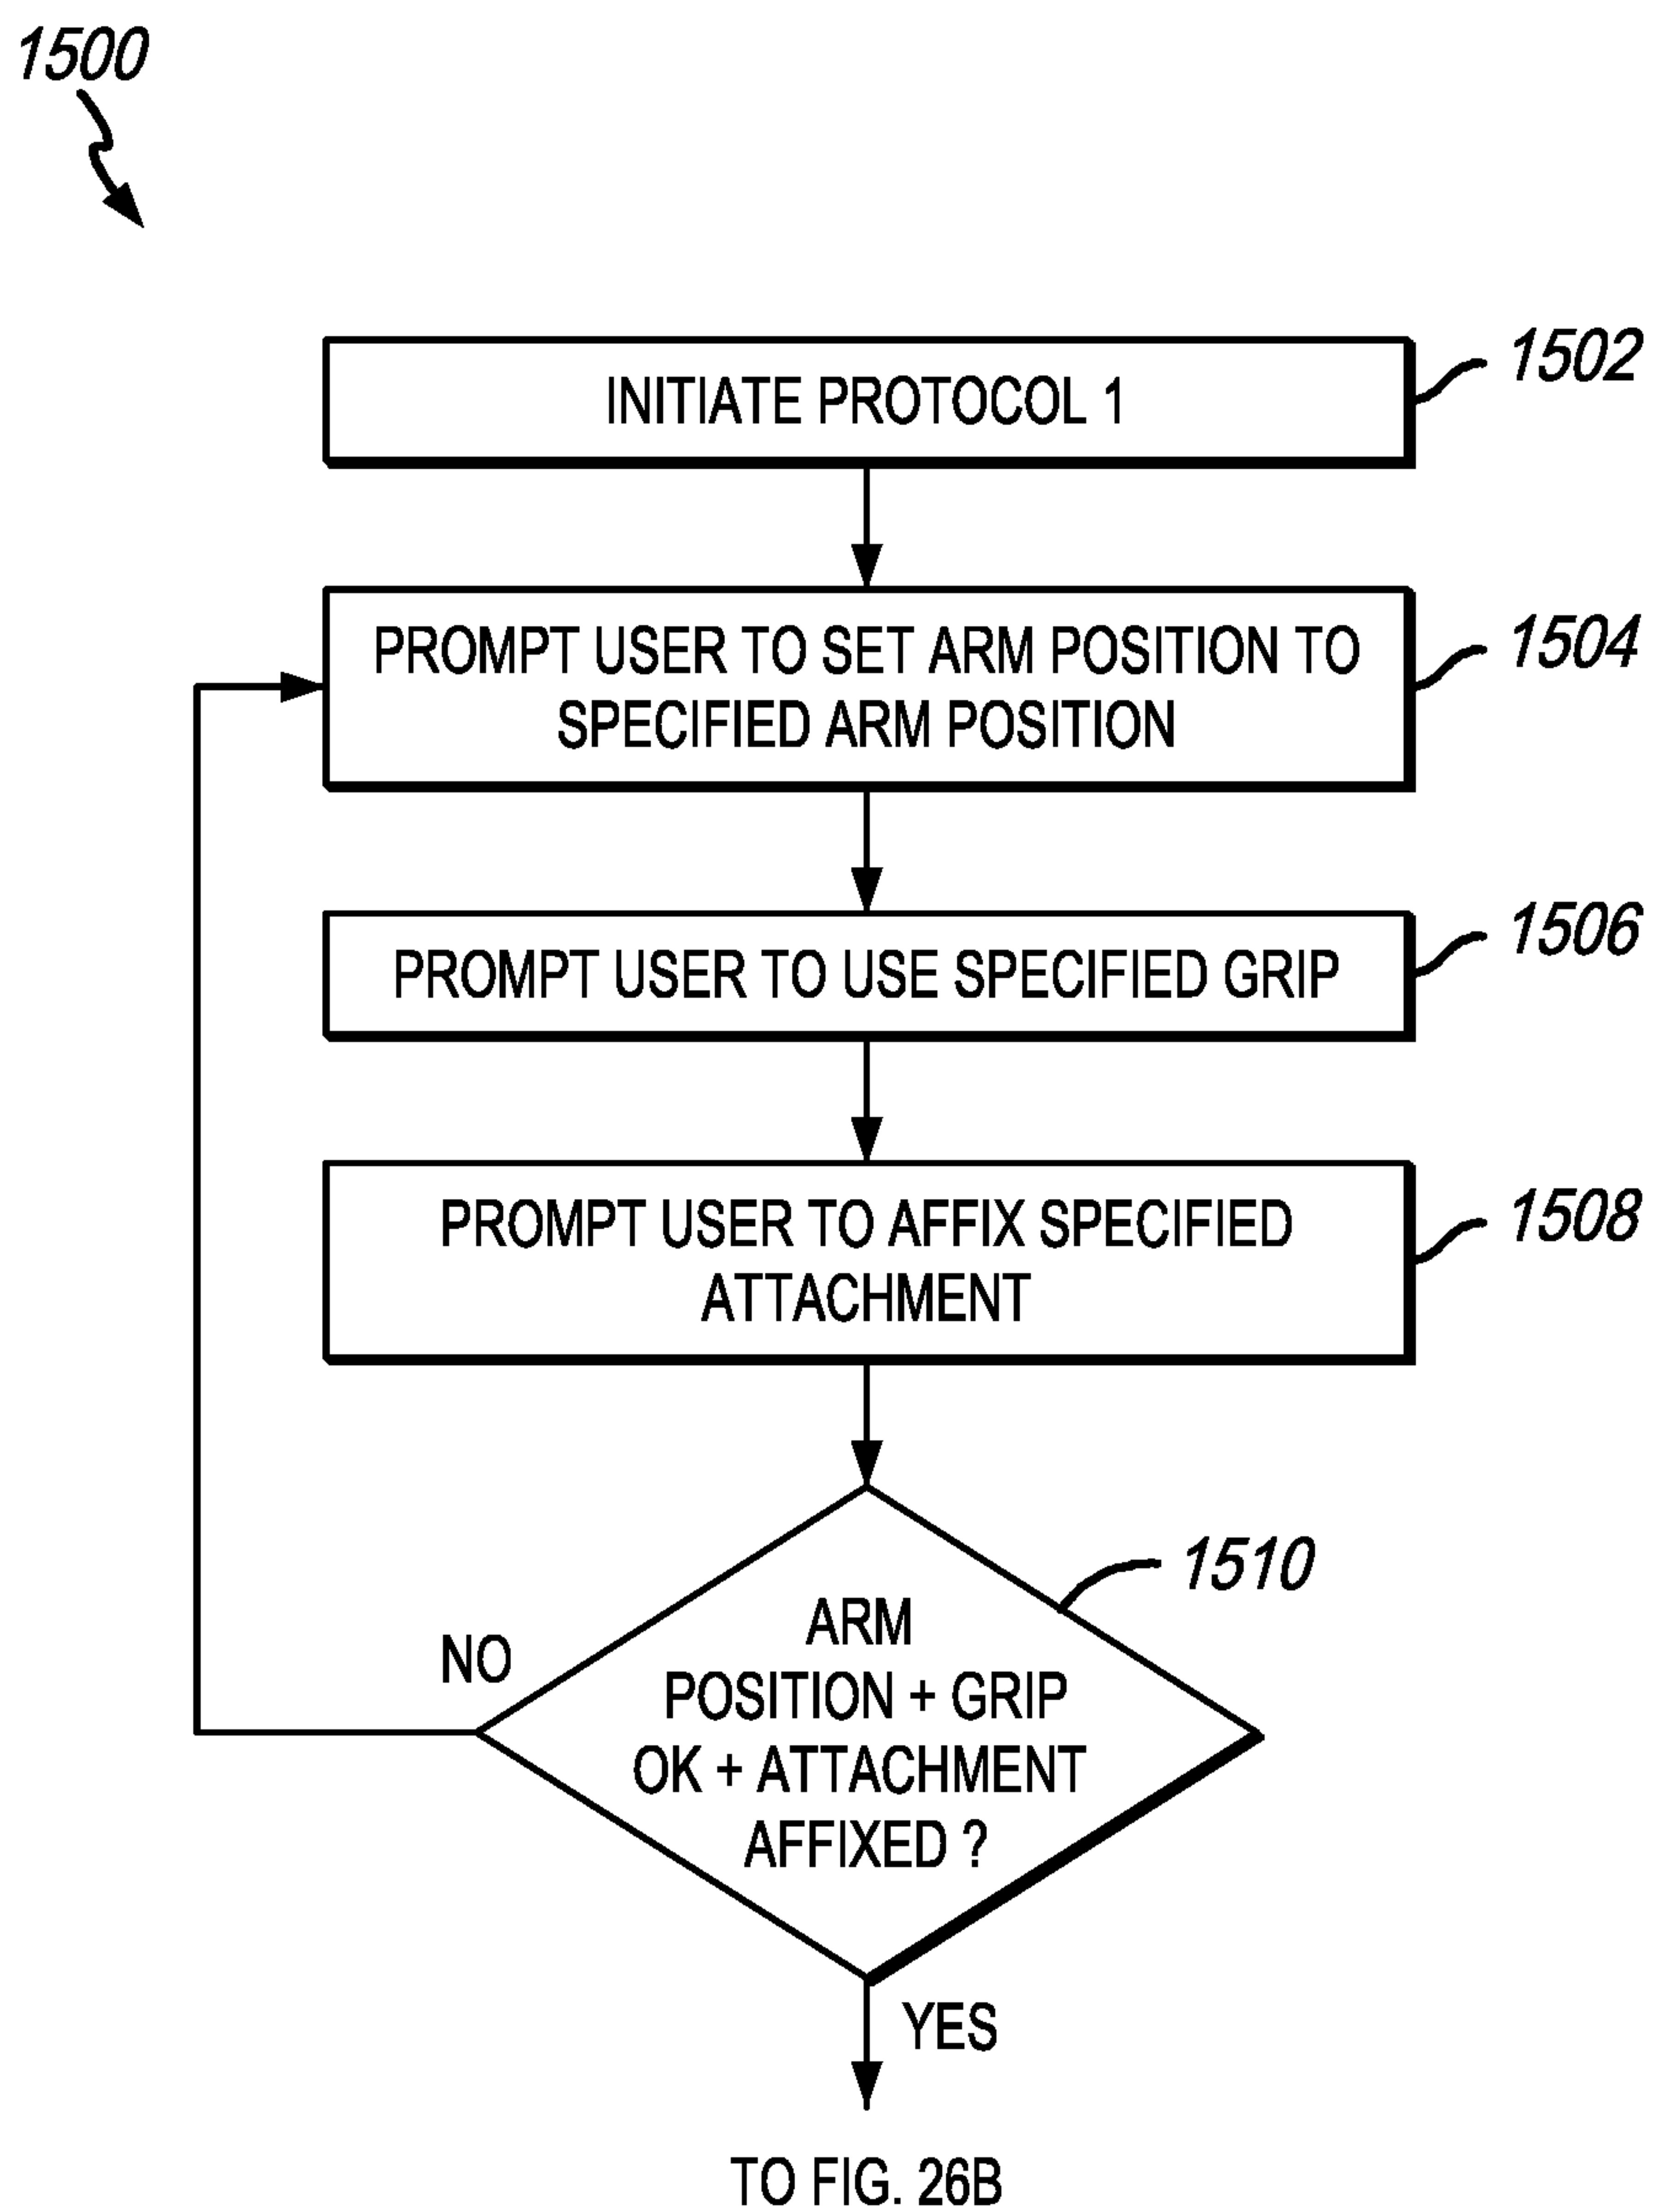 1500
INITIATE PROTOCOL 1
1502
PROMPT USER TO SET ARM POSITION TO
SPECIFIED ARM POSITION
1504
PROMPT USER TO USE SPECIFIED GRIP
1506
PROMPT USER TO AFFIX SPECIFIED
ATTACHMENT
1508
1510
ARM
POSITION + GRIP
OK + ATTACHMENT
AFFIXED ?
NO
YES
TO FIG. 26B